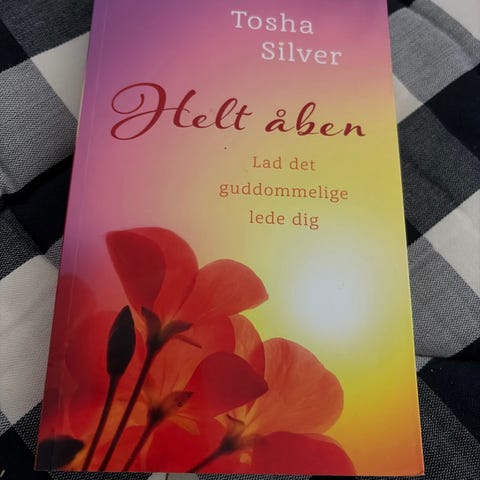 Tosha
Silver
Helt åben
Lad det
guddommelige
lede dig